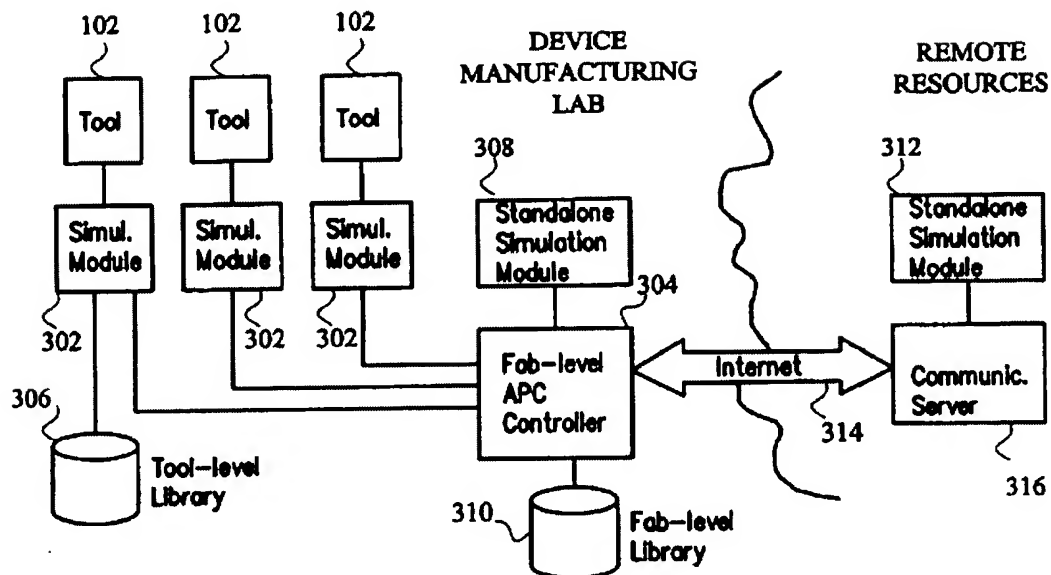 102
102
102
DEVICE
MANUFACTURING
LAB
REMOTE
RESOURCES
Tool
Tool
Tool
308
312
Simul.
Module
Simul.
Module
Simul.
Module
Standalone
Simulation
Module
Standalone
Simulation
Module
302
302
302
304
306
Fab-level
APC
Controller
Internet
Communic.
Server
314
316
Tool-level
Library
310
Fab-level
Library